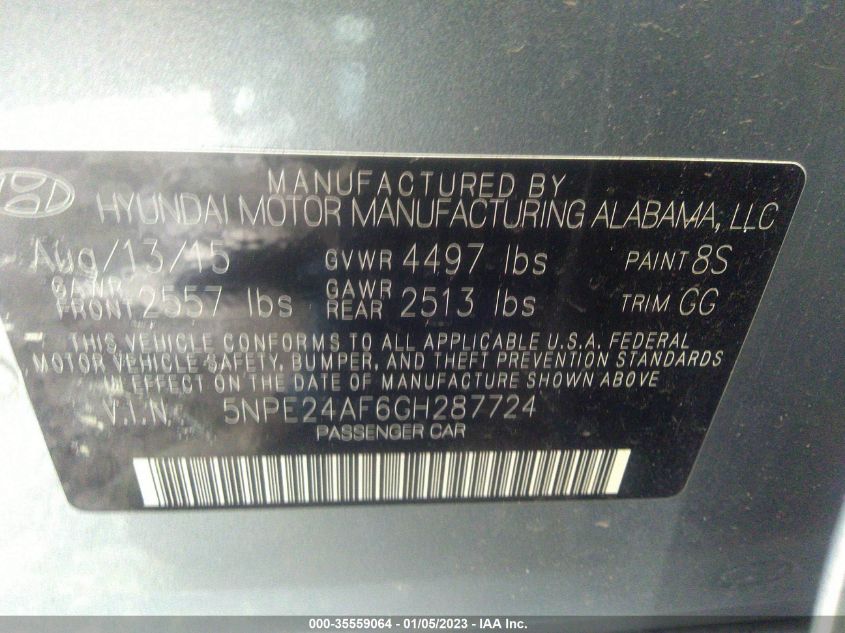 MANUFACTURED BY
HYUNDAI MOTOR MANUFACTURING ALABAMA, LLC
Aug/13/15 GVWR 4497 lbs PAINT 8S
GAWR FRONT 2557 lbs GAWR REAR 2513 lbs TRIM GG
THIS VEHICLE CONFORMS TO ALL APPLICABLE U.S.A. FEDERAL
MOTOR VEHICLE SAFETY, BUMPER, AND THEFT PREVENTION STANDARDS
IN EFFECT ON THE DATE OF MANUFACTURE SHOWN ABOVE
V.I.N. 5NPE24AF6GH287724
PASSENGER CAR
000-35559064 - 01/05/2023 - IAA Inc.